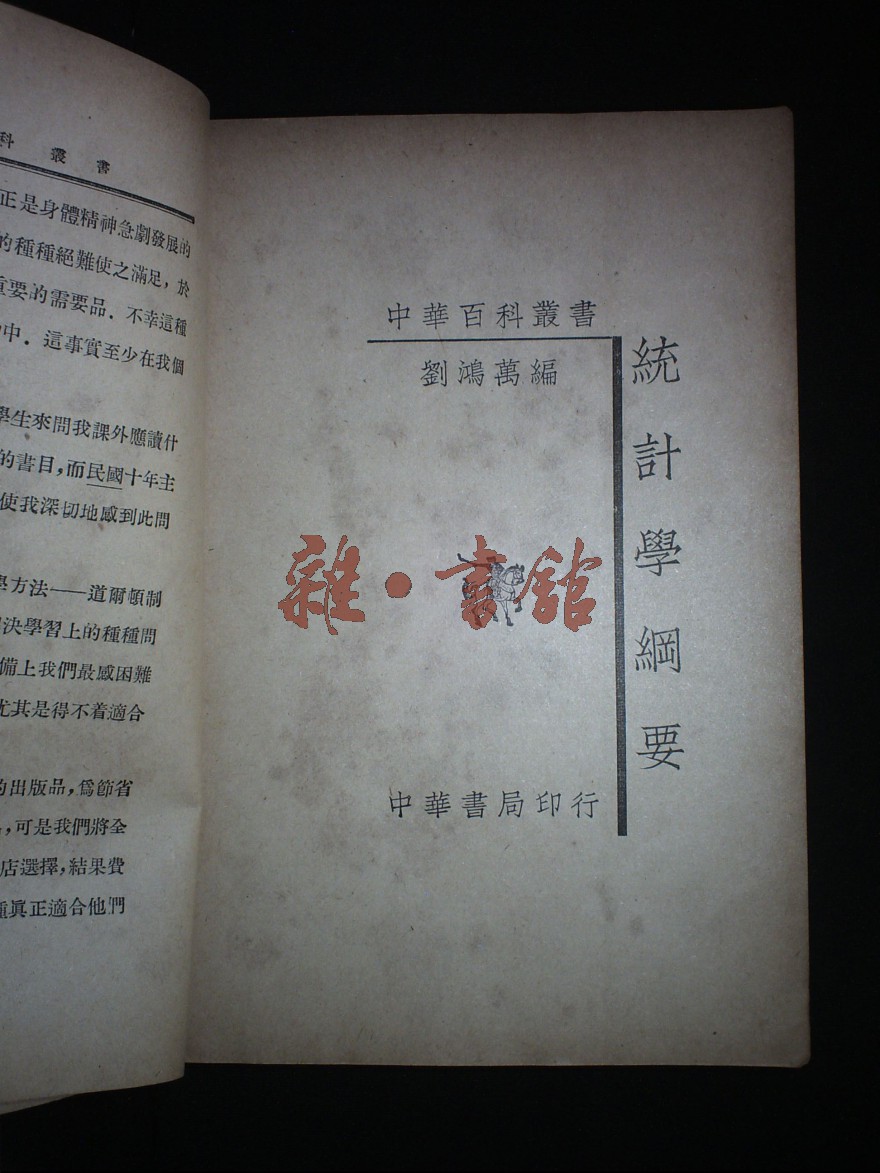 科叢書
正是身體精神急劇發展的
的種種絕難使之滿足,於
重要的需要品.不幸這種
中.這事實至少在我個
學生來問我課外應讀什
的書目,而民國十年主
使我深切地感到此問
學方法——道爾頓制
決學習上的種種問
備上我們最感困難
尤其是得不着適合
的出版品,爲節省
,可是我們將全
店選擇,結果費
種眞正適合他們
中華百科叢書
劉鴻萬編
統計學綱要
雜·書館
中華書局印行